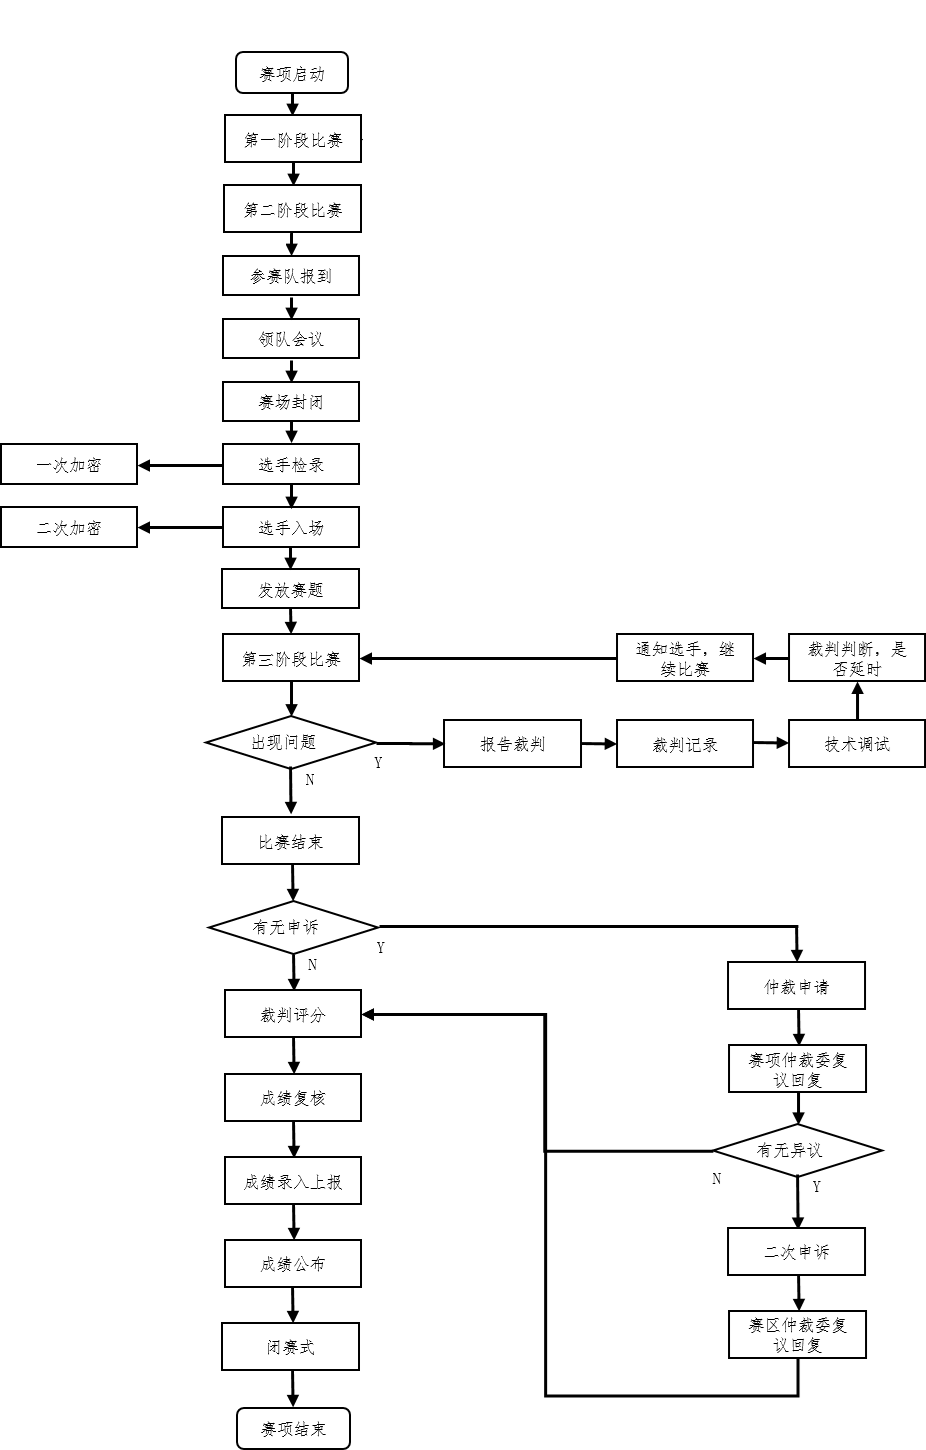 赛项启动
第一阶段比赛
第二阶段比赛
参赛队报到
领队会议
赛场封闭
一次加密
选手检录
二次加密
选手入场
发放赛题
第三阶段比赛
通知选手，继
续比赛
裁判判断，是
否延时
出现问题
Y
N
报告裁判
裁判记录
技术调试
比赛结束
有无申诉
Y
N
仲裁申请
裁判评分
赛项仲裁委复
议回复
成绩复核
有无异议
N
Y
成绩录入上报
二次申诉
成绩公布
赛区仲裁委复
议回复
闭赛式
赛项结束